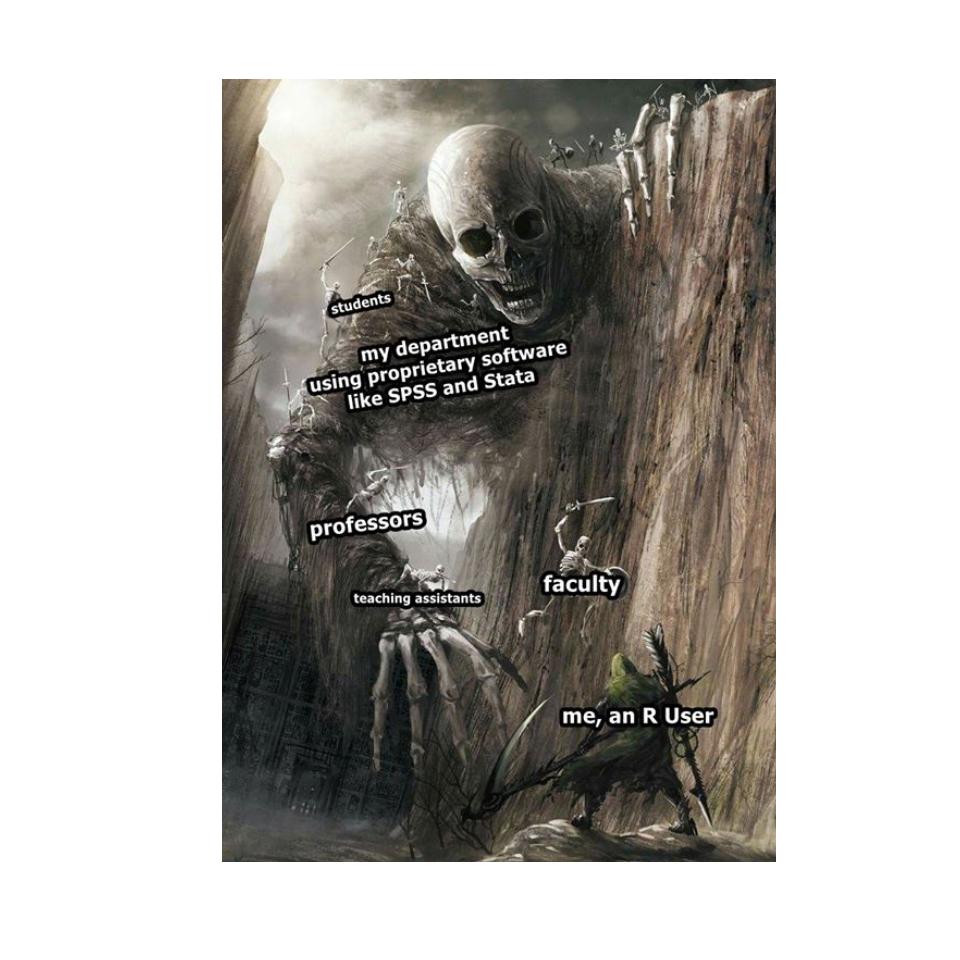 students
my department
using proprietary software
like SPSS and Stata
professors
faculty
teaching assistants
me, an R User